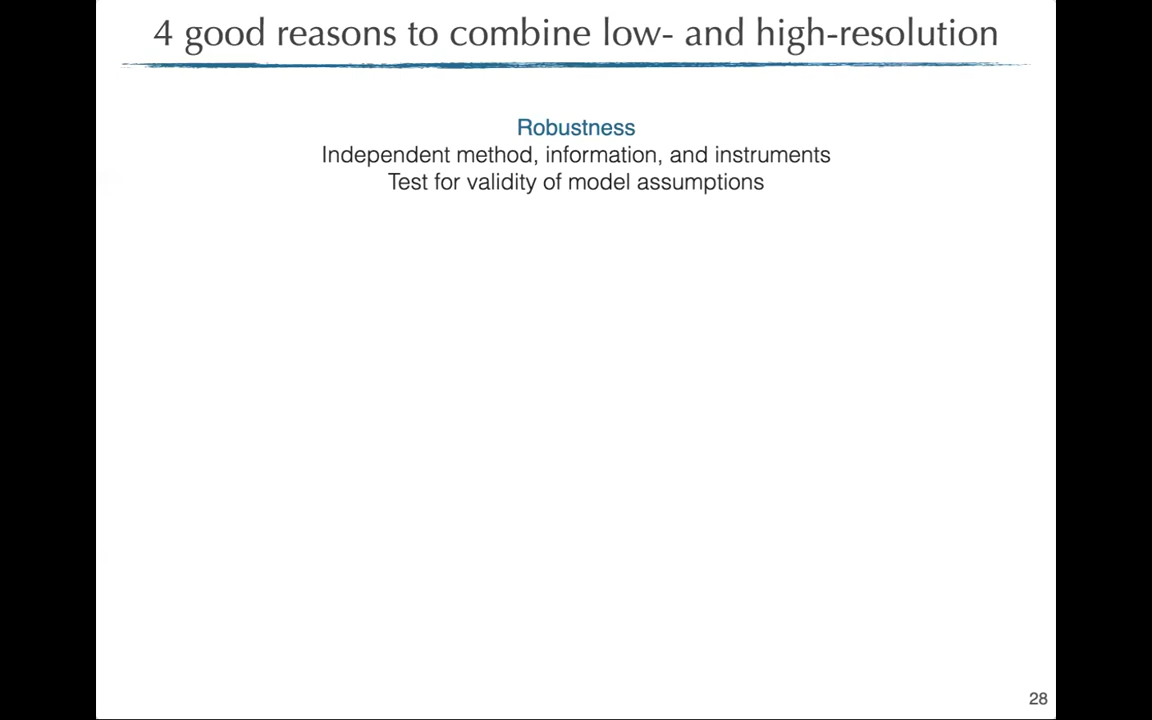 4 good reasons to combine low- and high-resolution
Robustness
Independent method, information, and instruments
Test for validity of model assumptions
28